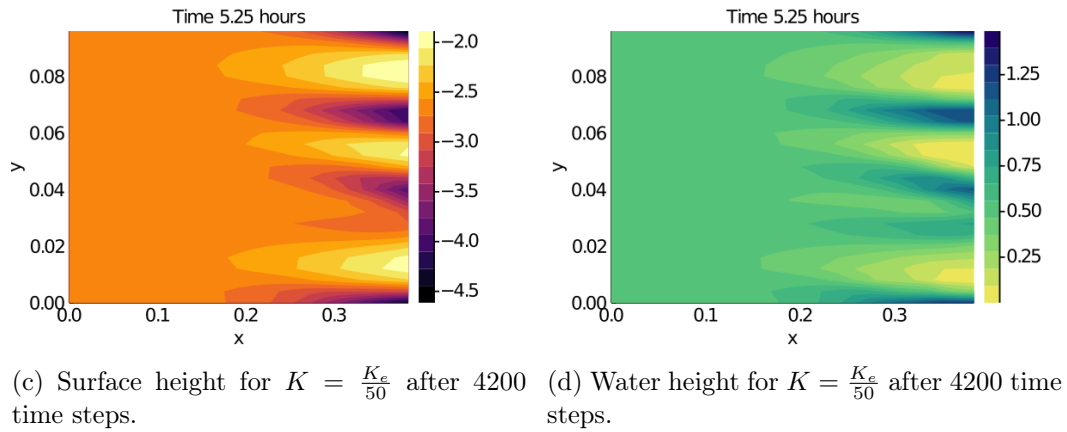 Time 5.25 hours
Time 5.25 hours
y
0.08
0.06
0.04
0.02
0.00
0.0 0.1 0.2 0.3
x
−2.0
−2.5
−3.0
−3.5
−4.0
−4.5
y
0.08
0.06
0.04
0.02
0.00
0.0 0.1 0.2 0.3
x
1.25
1.00
0.75
0.50
0.25
(c) Surface height for K = K_e/50 after 4200
time steps.
(d) Water height for K = K_e/50 after 4200 time
steps.